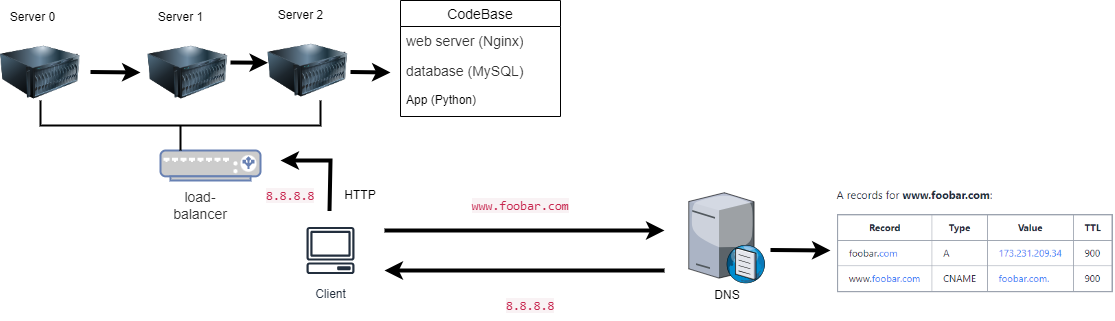 Server 0
Server 1
Server 2
CodeBase
web server (Nginx)
database (MySQL)
App (Python)
load-
balancer
8.8.8.8
HTTP
www.foobar.com
Client
8.8.8.8
DNS
A records for www.foobar.com:
Record Type Value TTL
foobar.com A 173.231.209.34 900
www.foobar.com CNAME foobar.com. 900